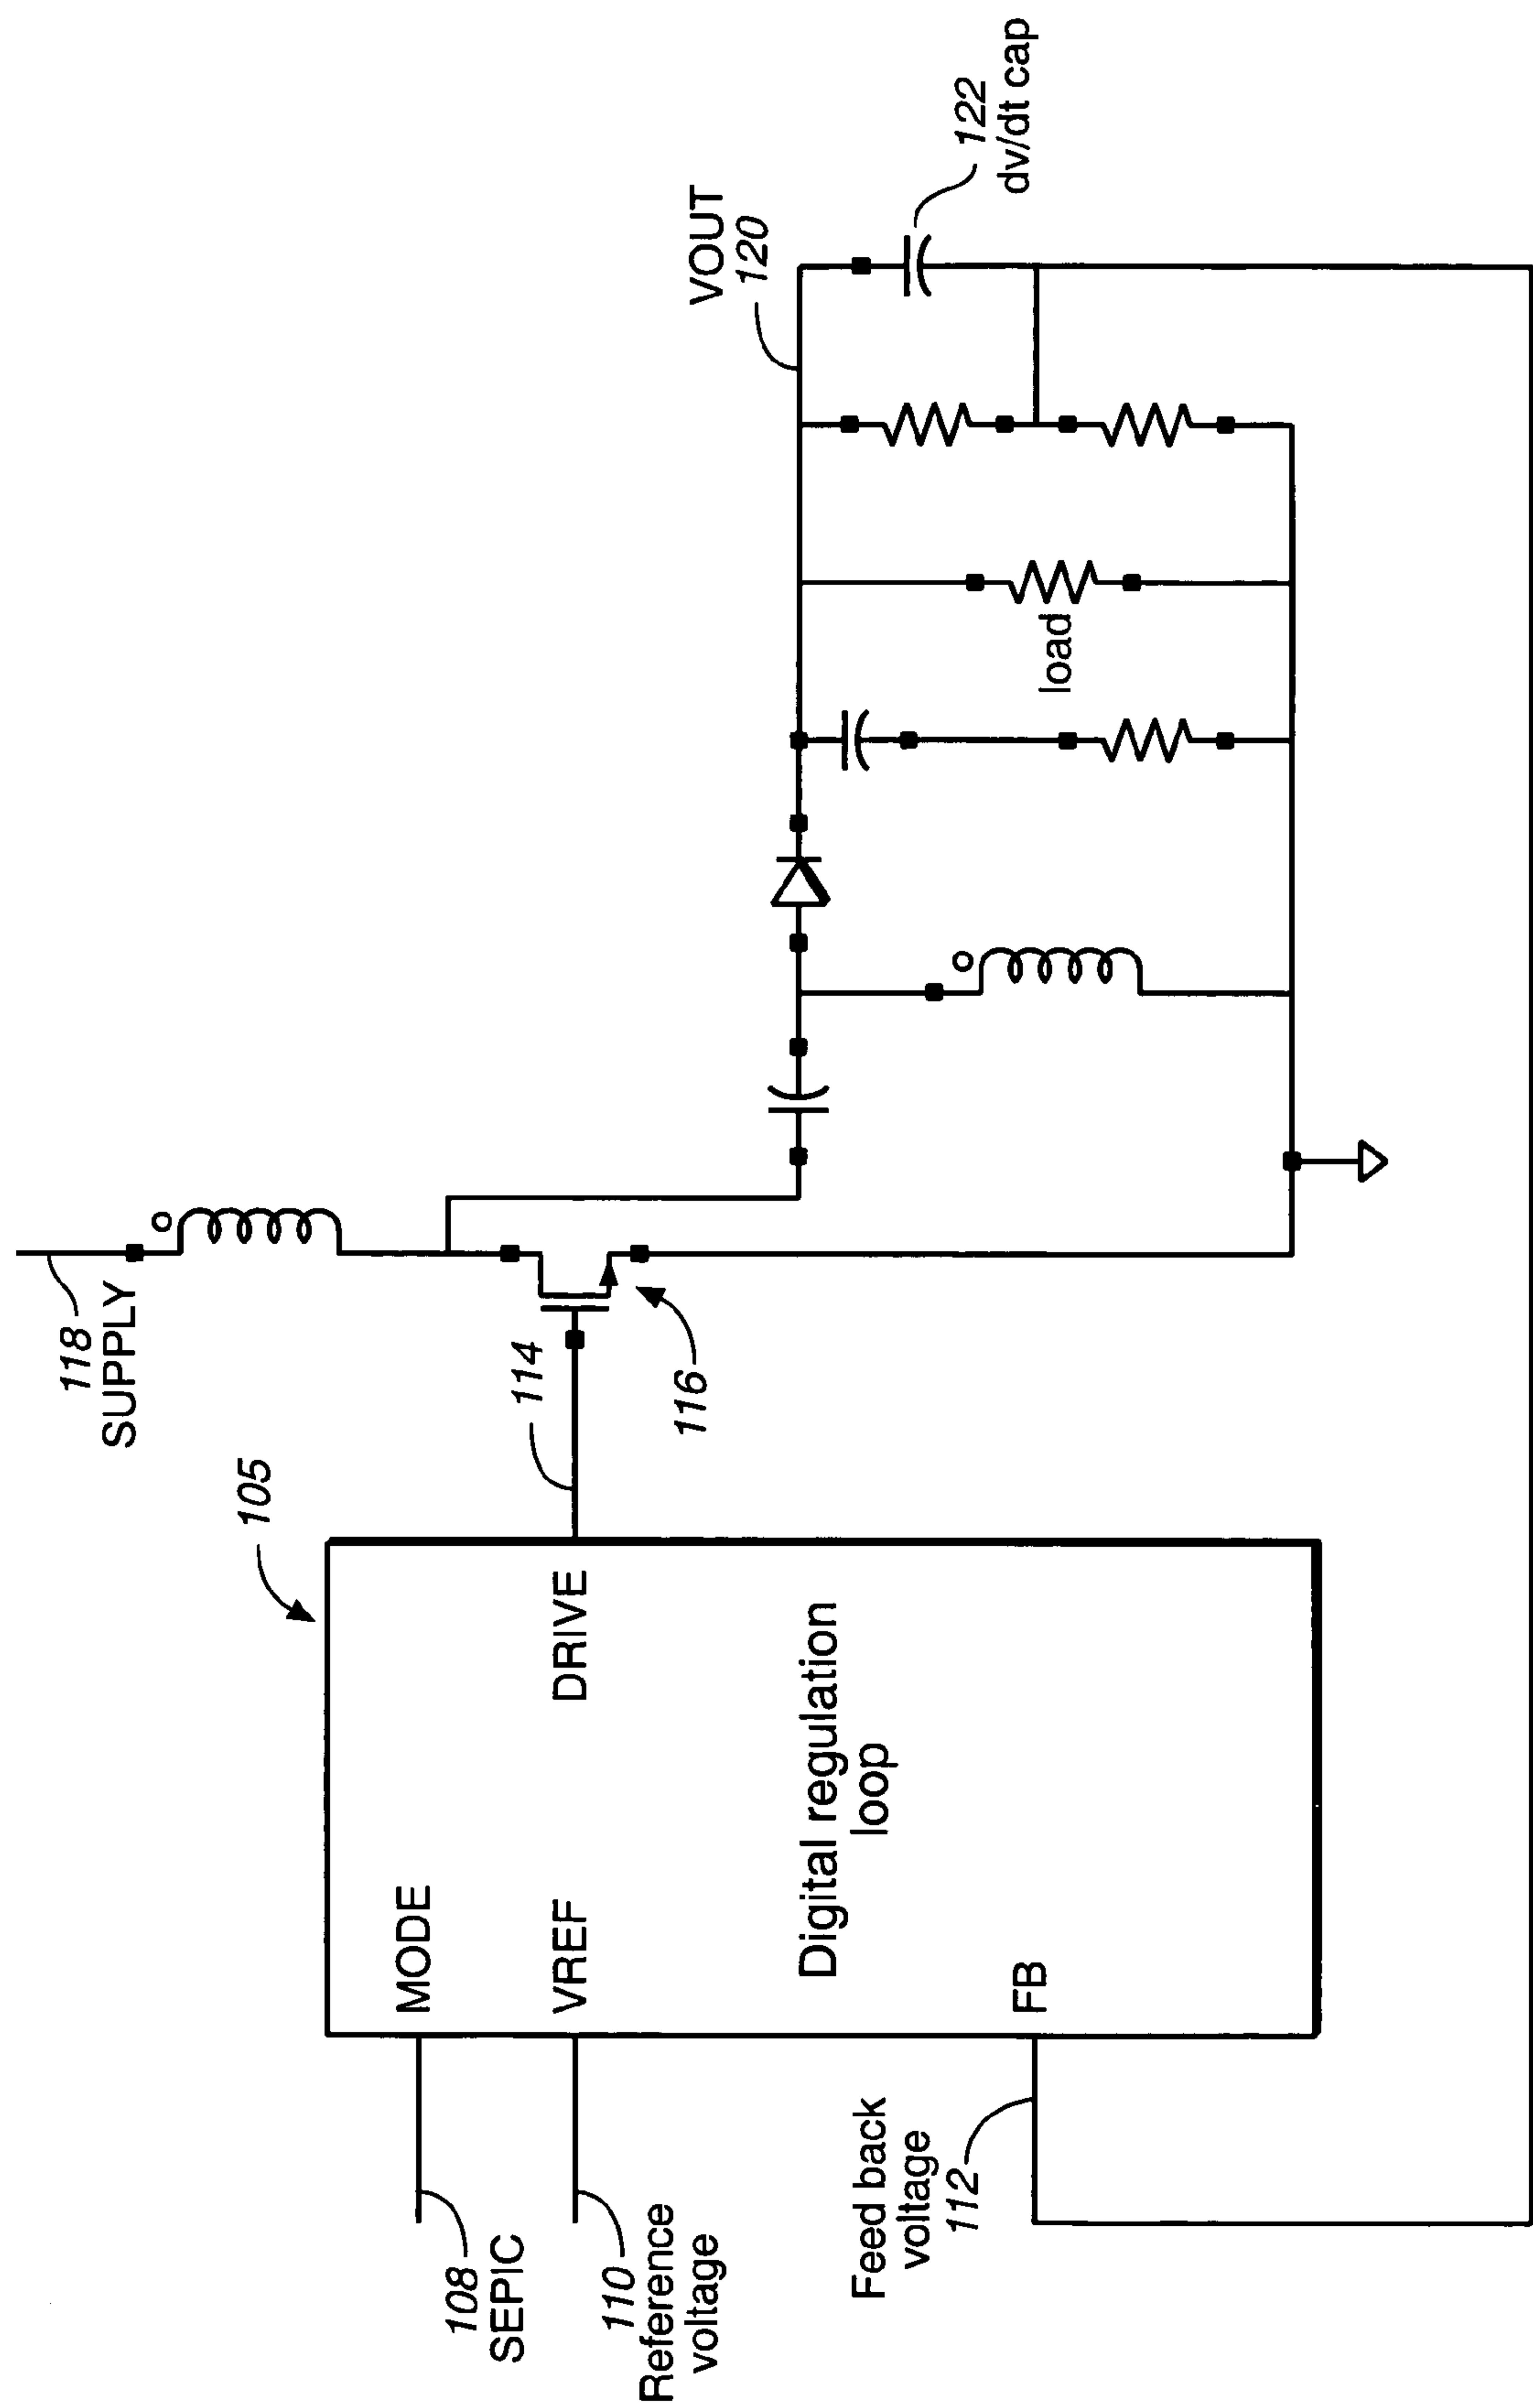 118
SUPPLY
105
114
116
VOUT
120
122
dv/dt cap
108
SEPIC
MODE
110
Reference
voltage
VREF
DRIVE
Digital regulation
loop
load
Feed back
voltage
112
FB